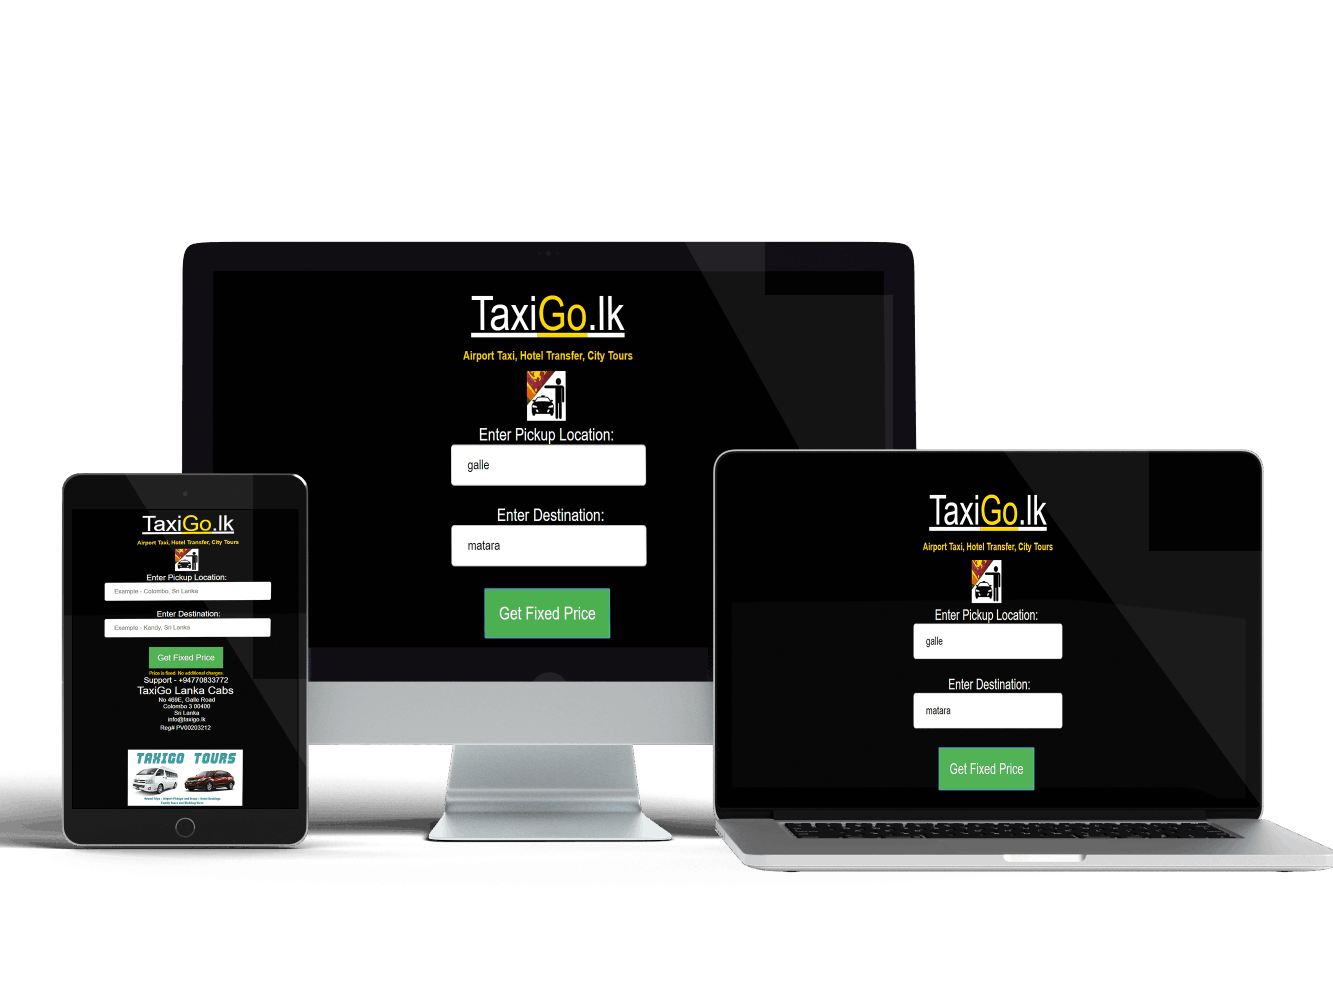 TaxiGo.lk
Airport Taxi, Hotel Transfer, City Tours
Enter Pickup Location:
galle
Enter Destination:
matara
Get Fixed Price
TaxiGo.lk
Airport Taxi, Hotel Transfer, City Tours
Enter Pickup Location:
Example - Colombo, Sri Lanka
Enter Destination:
Example - Kandy, Sri Lanka
Get Fixed Price
Price is fixed. No additional charges.
Support - +94770833772
TaxiGo Lanka Cabs
No 469E, Galle Road
Colombo 3 00400
Sri Lanka
info@taxigo.lk
Reg# PV00203212
TAXIGO TOURS
TaxiGo.lk
Airport Taxi, Hotel Transfer, City Tours
Enter Pickup Location:
galle
Enter Destination:
matara
Get Fixed Price